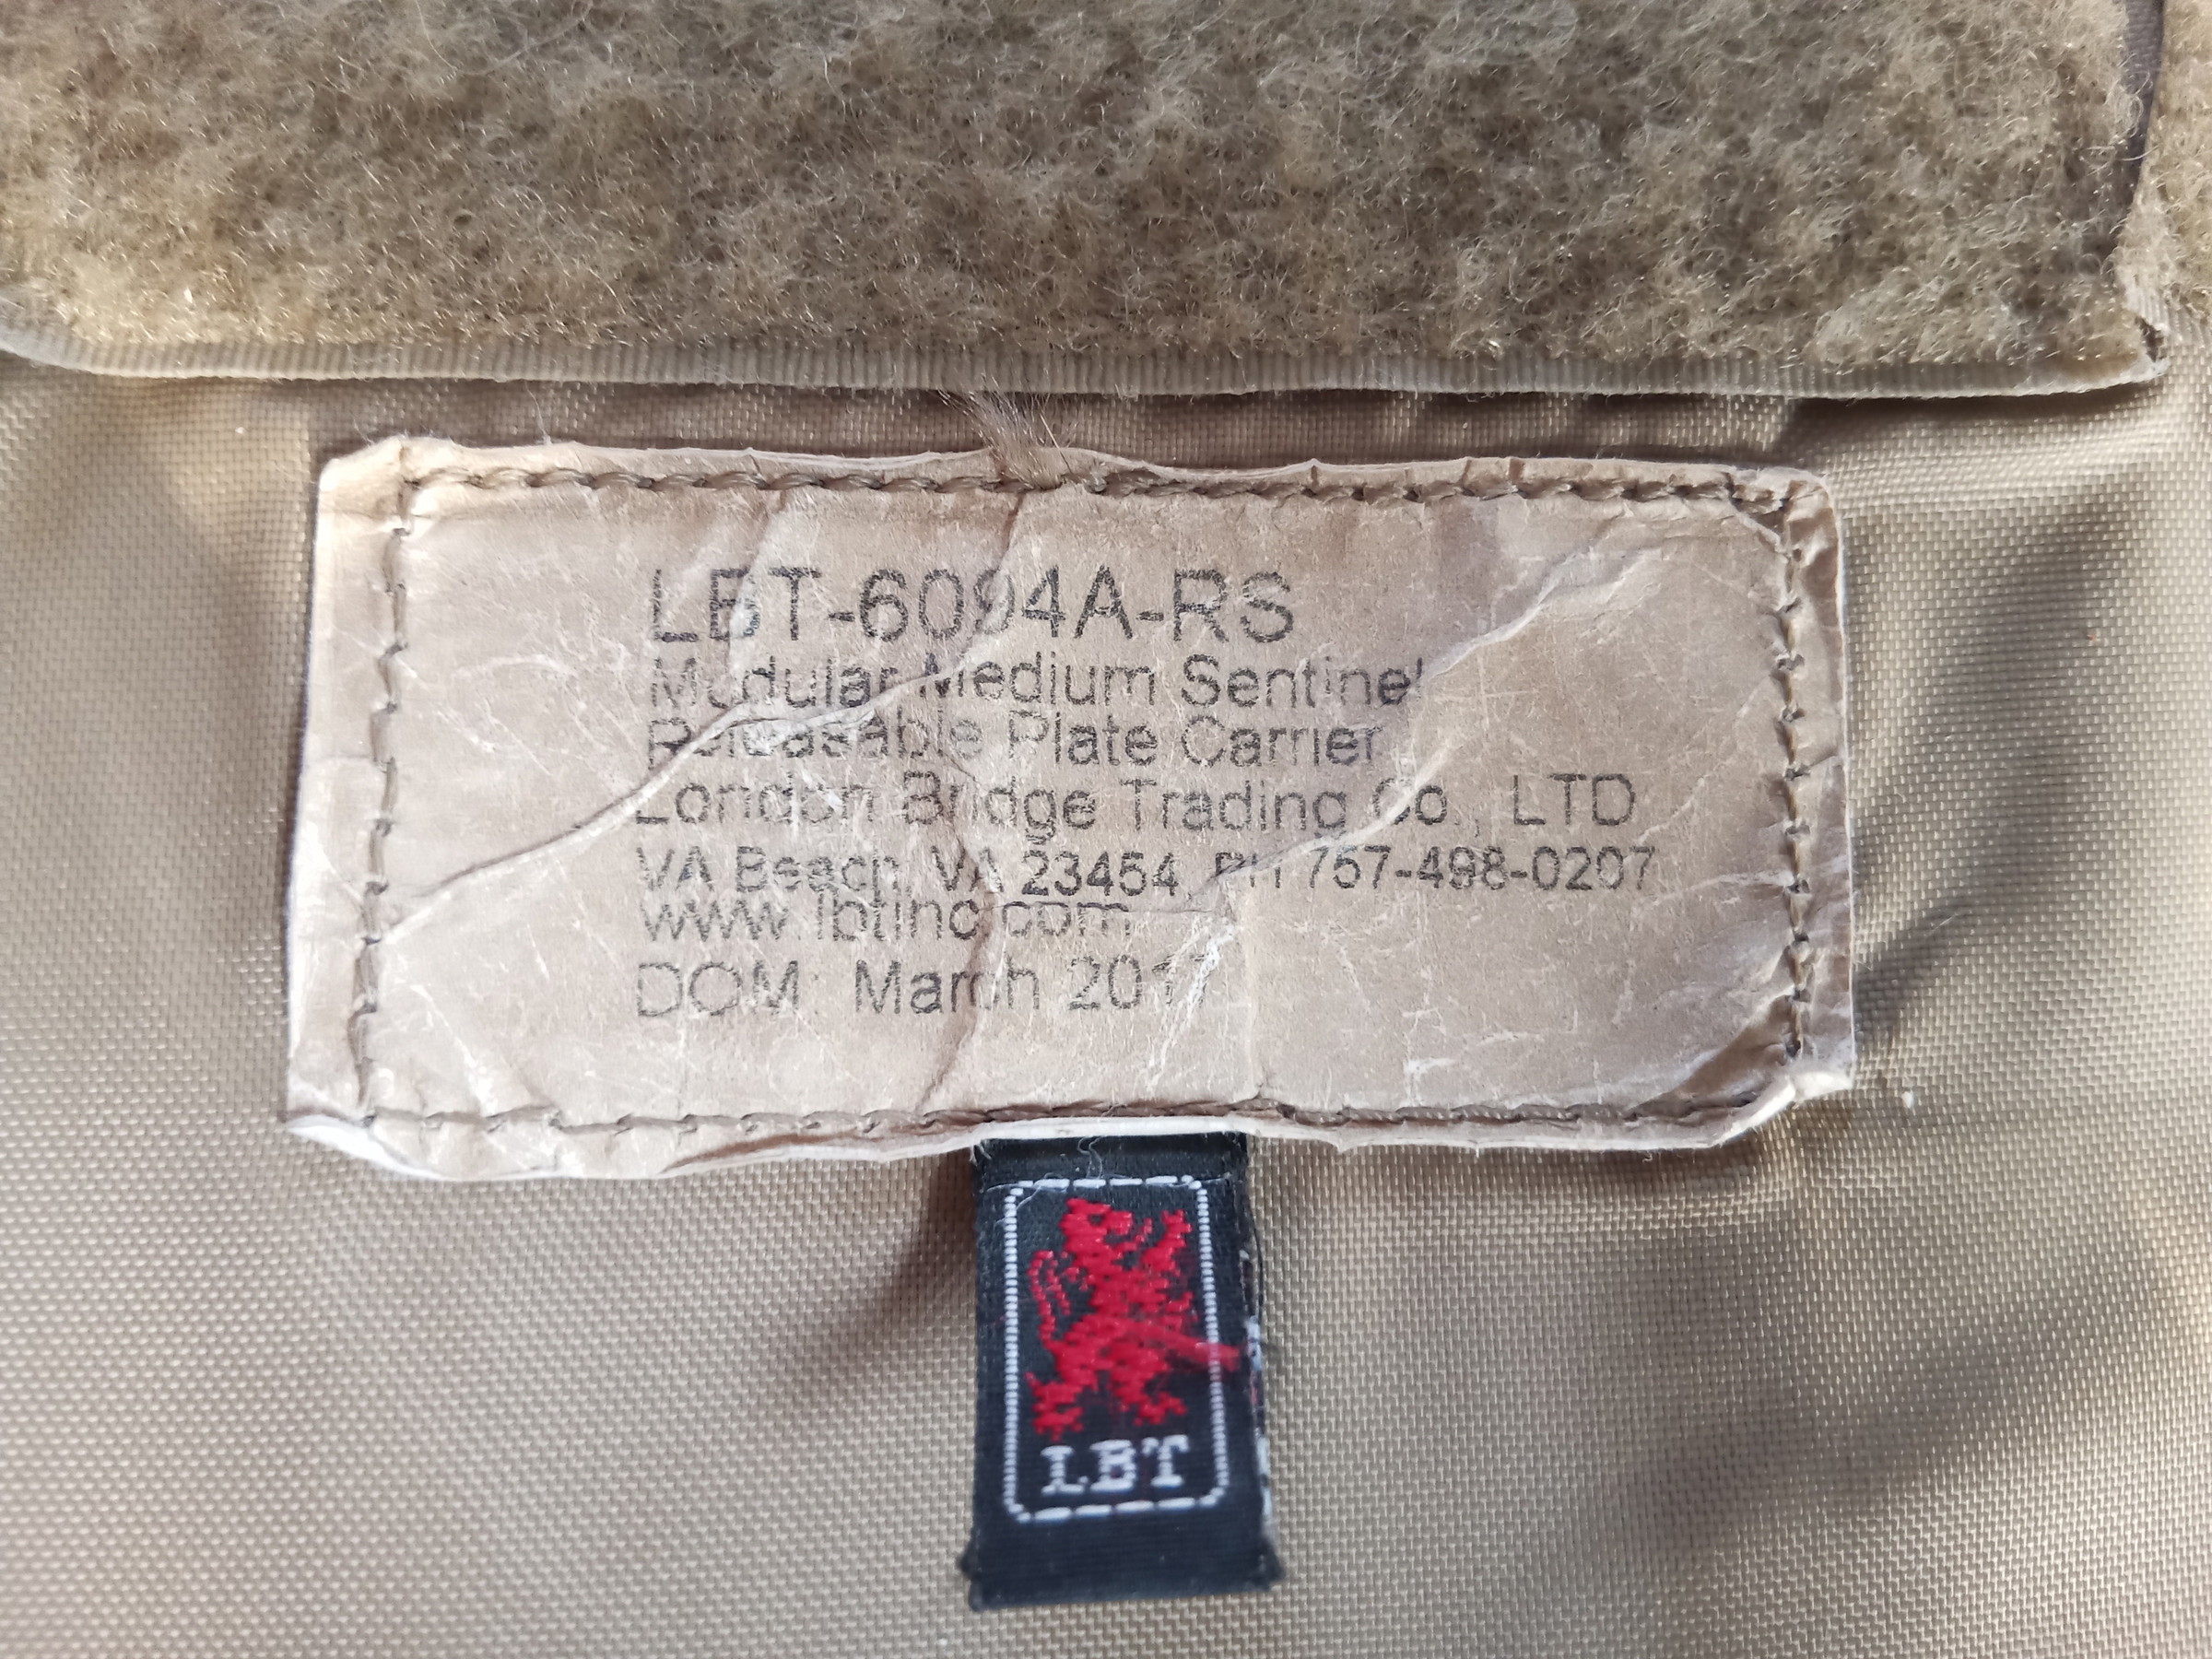 LBT-6094A-RS
Modular Medium Sentinel
Releasable Plate Carrier
London Bridge Trading Co., LTD
VA Beach, VA 23454 PH 757-498-0207
www.lbtinc.com
DOM: March 2017
LBT